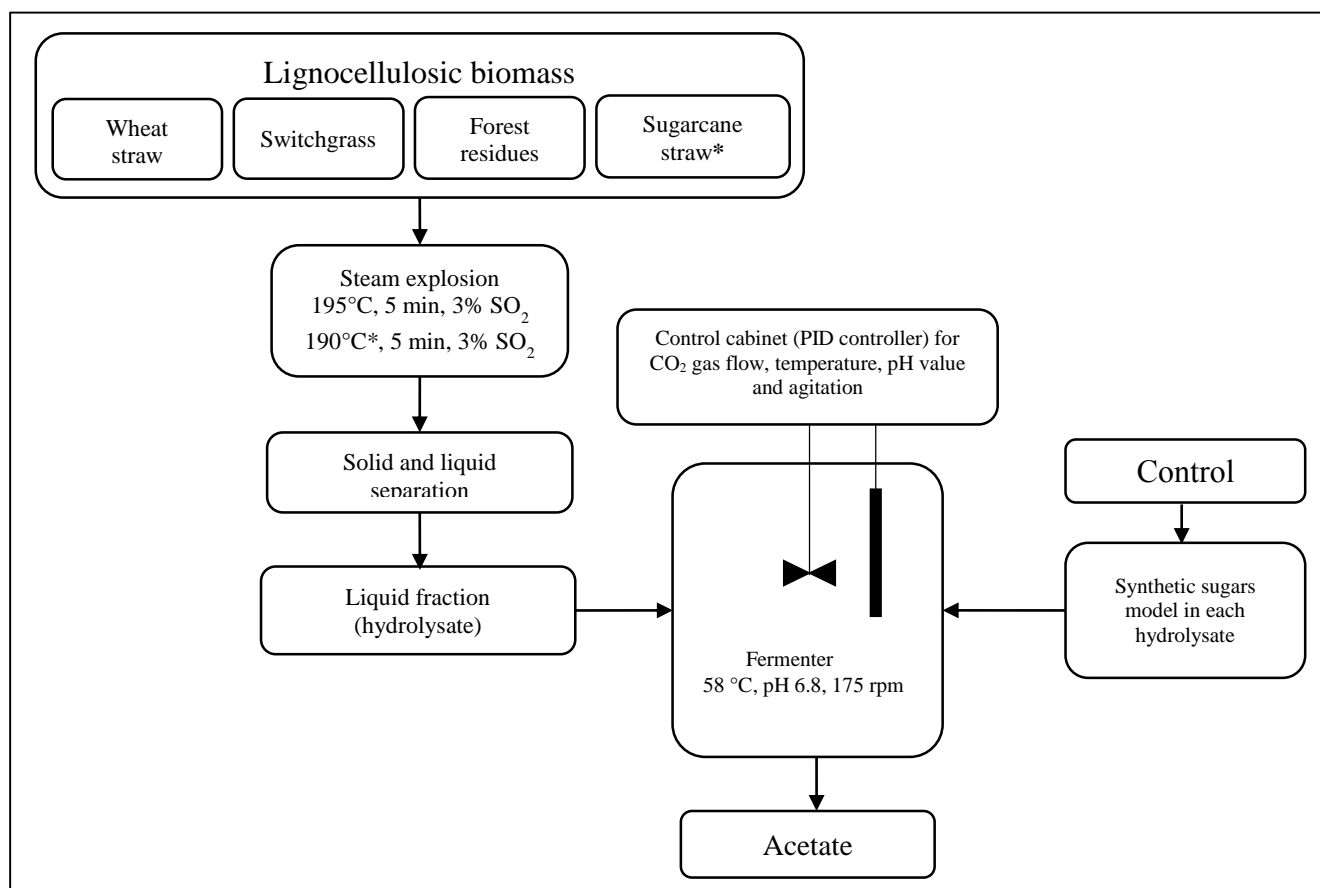 Lignocellulosic biomass
Wheat
straw
Switchgrass
Forest
residues
Sugarcane
straw*
Steam explosion
195°C, 5 min, 3% SO2
190°C*, 5 min, 3% SO2
Solid and liquid
separation
Liquid fraction
(hydrolysate)
Control cabinet (PID controller) for
CO2 gas flow, temperature, pH value
and agitation
Fermenter
58 °C, pH 6.8, 175 rpm
Control
Synthetic sugars
model in each
hydrolysate
Acetate